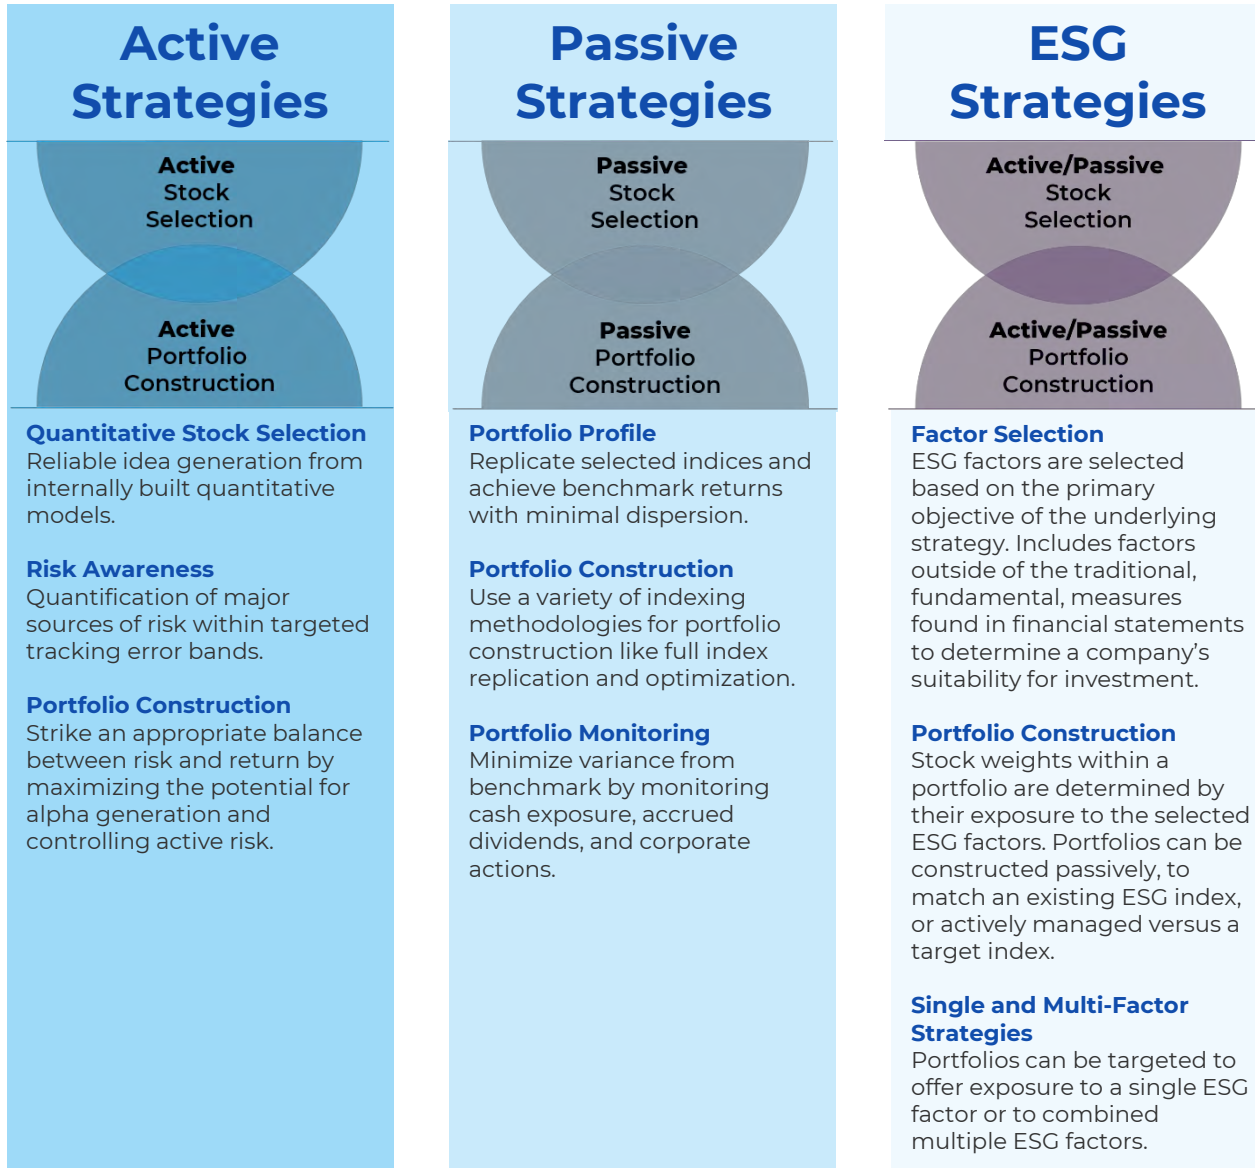 Active
Strategies
Active
Stock
Selection
Active
Portfolio
Construction
Quantitative Stock Selection
Reliable idea generation from
internally built quantitative
models.
Risk Awareness
Quantification of major
sources of risk within targeted
tracking error bands.
Portfolio Construction
Strike an appropriate balance
between risk and return by
maximizing the potential for
alpha generation and
controlling active risk.
Passive
Strategies
Passive
Stock
Selection
Passive
Portfolio
Construction
Portfolio Profile
Replicate selected indices and
achieve benchmark returns
with minimal dispersion.
Portfolio Construction
Use a variety of indexing
methodologies for portfolio
construction like full index
replication and optimization.
Portfolio Monitoring
Minimize variance from
benchmark by monitoring
cash exposure, accrued
dividends, and corporate
actions.
ESG
Strategies
Active/Passive
Stock
Selection
Active/Passive
Portfolio
Construction
Factor Selection
ESG factors are selected
based on the primary
objective of the underlying
strategy. Includes factors
outside of the traditional,
fundamental, measures
found in financial statements
to determine a company’s
suitability for investment.
Portfolio Construction
Stock weights within a
portfolio are determined by
their exposure to the selected
ESG factors. Portfolios can be
constructed passively, to
match an existing ESG index,
or actively managed versus a
target index.
Single and Multi-Factor
Strategies
Portfolios can be targeted to
offer exposure to a single ESG
factor or to combined
multiple ESG factors.